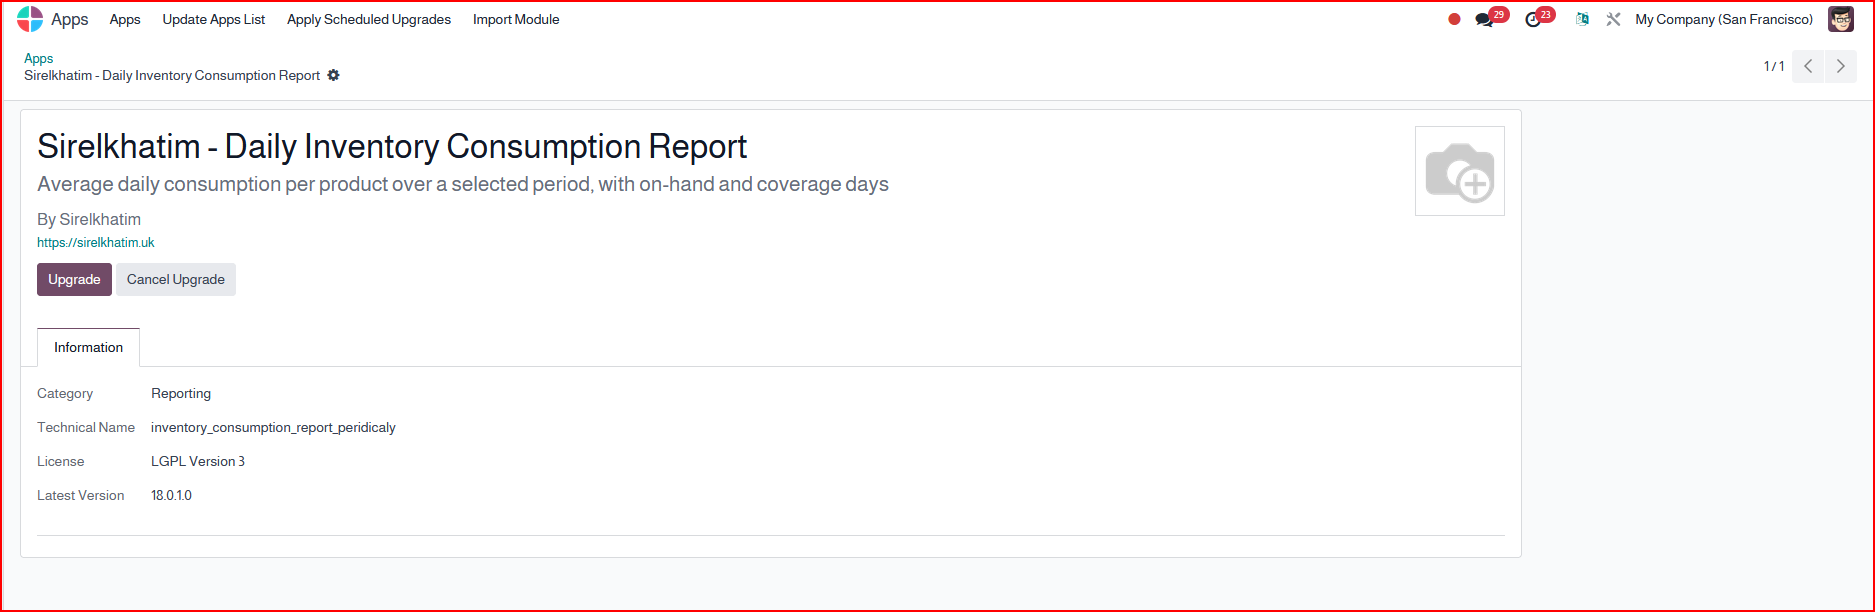 Apps Apps Update Apps List Apply Scheduled Upgrades Import Module 29 23 My Company (San Francisco)
Apps
Sirelkhatim - Daily Inventory Consumption Report 1 / 1
Sirelkhatim - Daily Inventory Consumption Report
Average daily consumption per product over a selected period, with on-hand and coverage days
By Sirelkhatim
https://sirelkhatim.uk
Upgrade Cancel Upgrade
Information
Category Reporting
Technical Name inventory_consumption_report_peridicaly
License LGPL Version 3
Latest Version 18.0.1.0